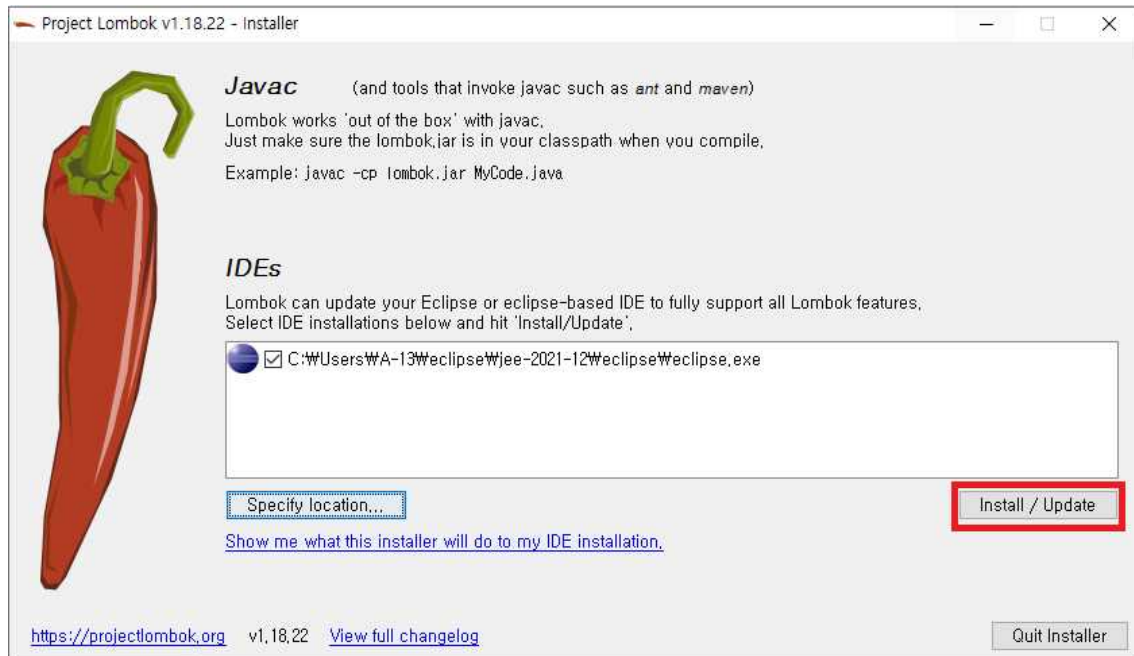 Project Lombok v1.18.22 - Installer
Javac (and tools that invoke javac such as ant and maven)
Lombok works 'out of the box' with javac.
Just make sure the lombok.jar is in your classpath when you compile.
Example: javac -cp lombok.jar MyCode.java
IDEs
Lombok can update your Eclipse or eclipse-based IDE to fully support all Lombok features.
Select IDE installations below and hit 'Install/Update'.
C:₩Users₩A-13₩eclipse₩jee-2021-12₩eclipse₩eclipse.exe
Specify location...
Install / Update
Show me what this installer will do to my IDE installation.
https://projectlombok.org v1.18.22 View full changelog
Quit Installer